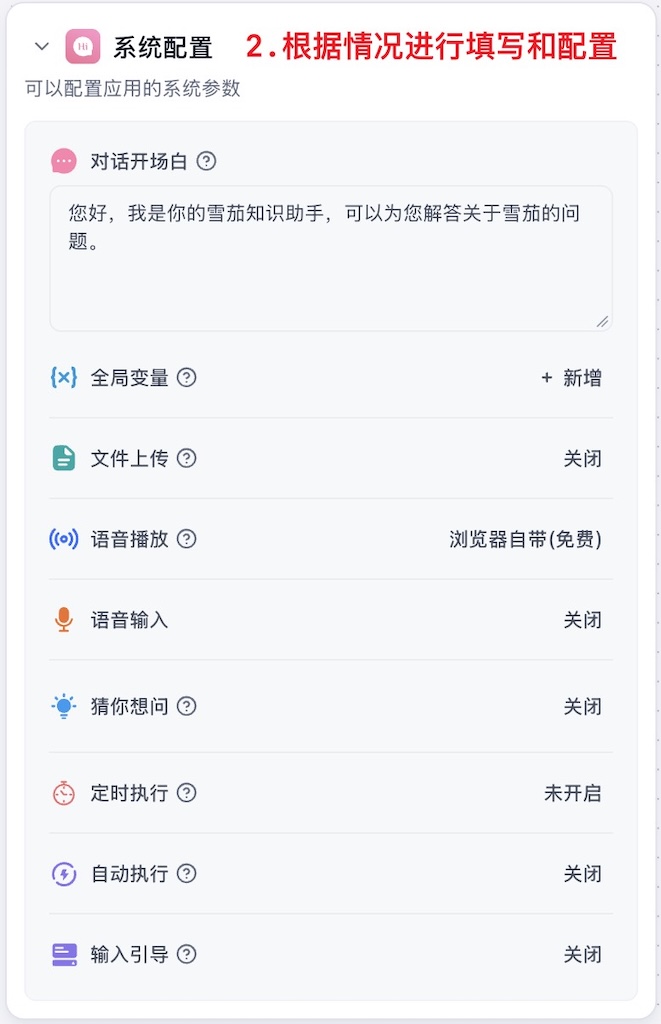 Hi 系统配置 2.根据情况进行填写和配置
可以配置应用的系统参数
对话开场白 ?
您好，我是你的雪茄知识助手，可以为您解答关于雪茄的问
题。
{x} 全局变量 ? + 新增
文件上传 ? 关闭
语音播放 ? 浏览器自带(免费)
语音输入 关闭
猜你想问 ? 关闭
定时执行 ? 未开启
自动执行 ? 关闭
输入引导 ? 关闭